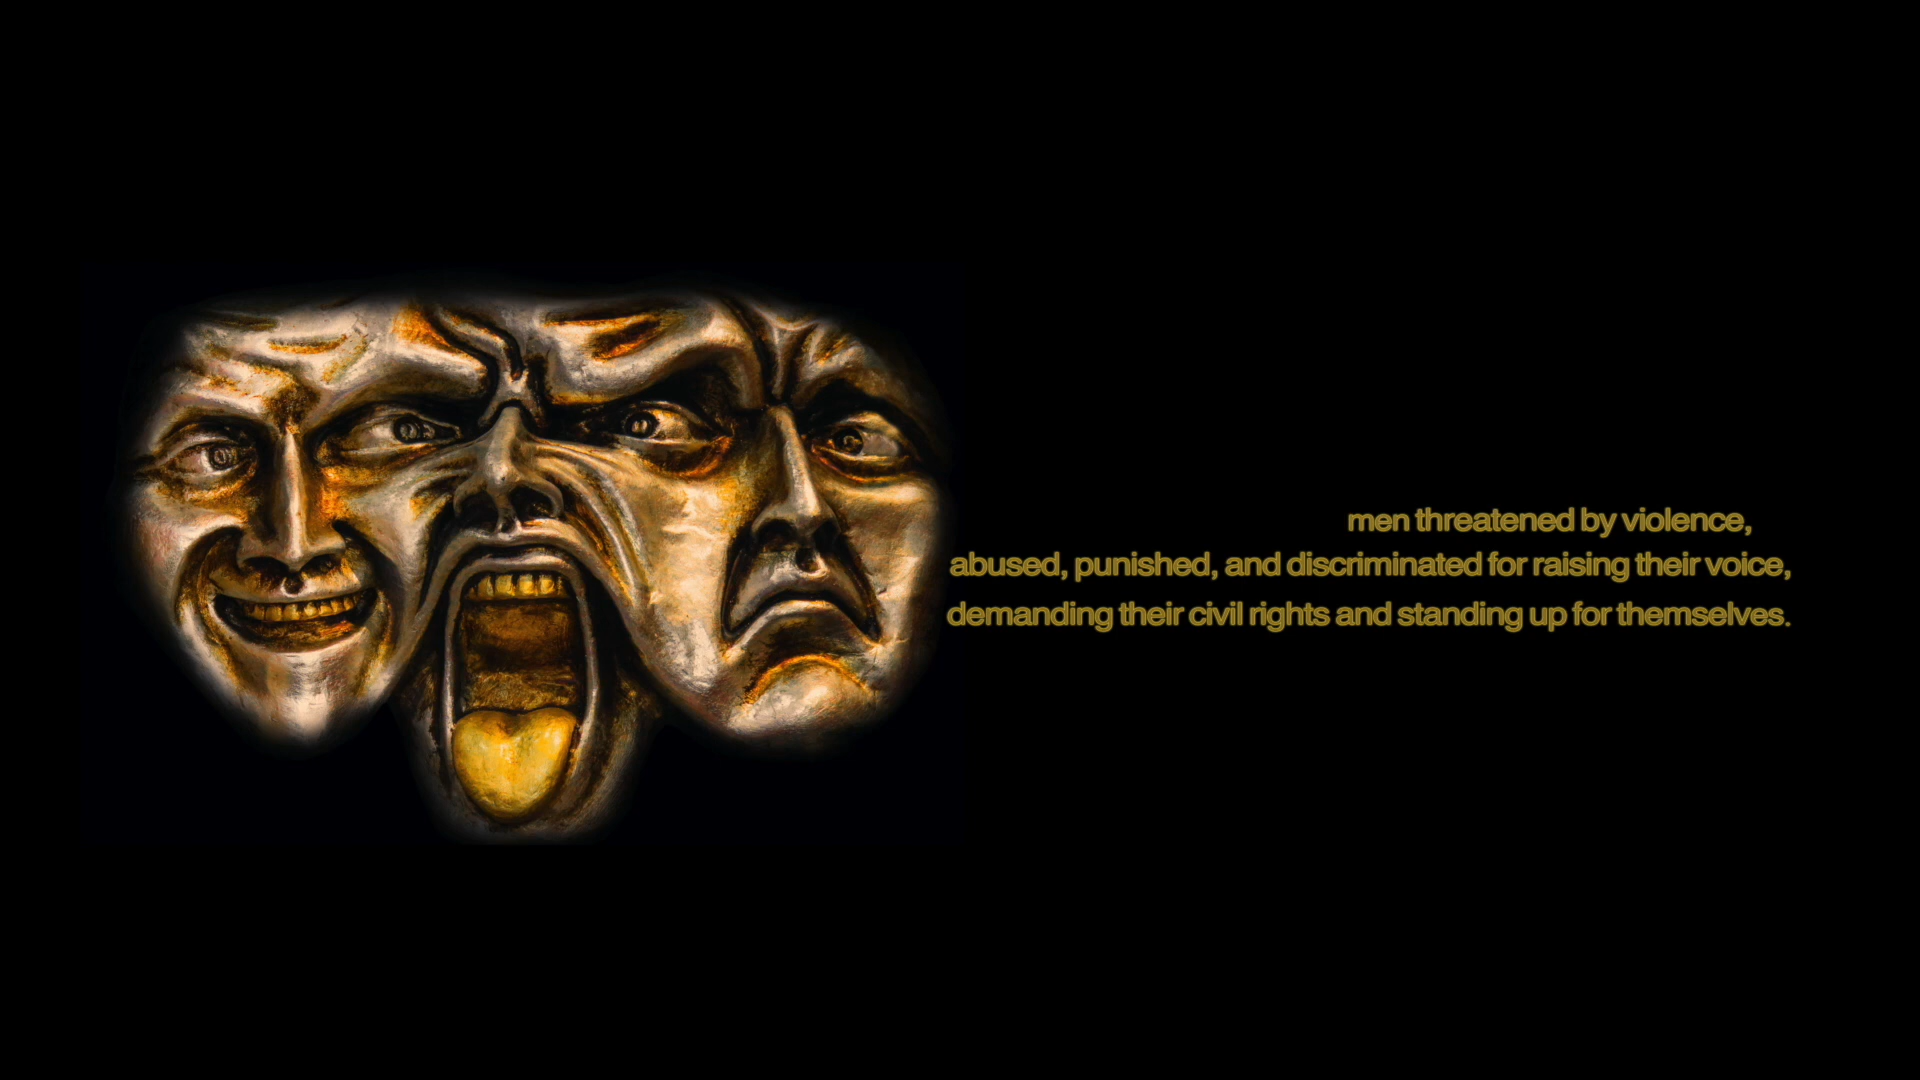 men threatened by violence,
abused, punished, and discriminated for raising their voice,
demanding their civil rights and standing up for themselves.